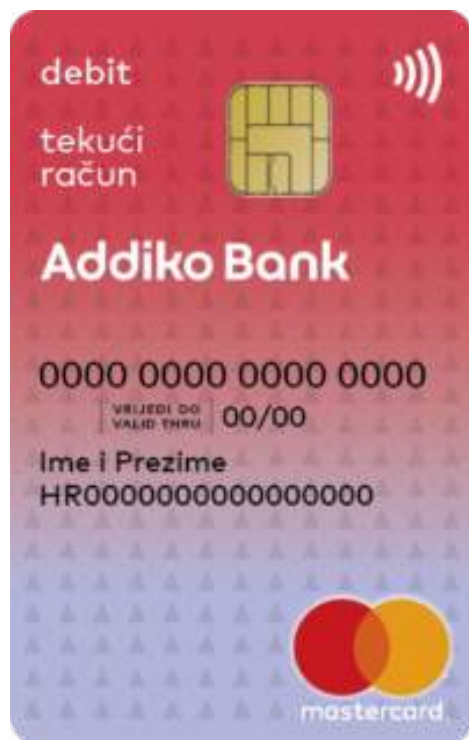 debit
tekući
račun
Addiko Bank
0000 0000 0000 0000
VRIJEDI DO
VALID THRU 00/00
Ime i Prezime
HR0000000000000000
mastercard